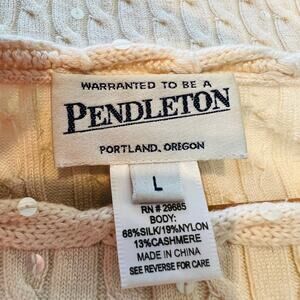 WARRANTED TO BE A
PENDLETON
PORTLAND, OREGON
L
RN # 29685
BODY:
68%SILK/19%NYLON
13%CASHMERE
MADE IN CHINA
SEE REVERSE FOR CARE